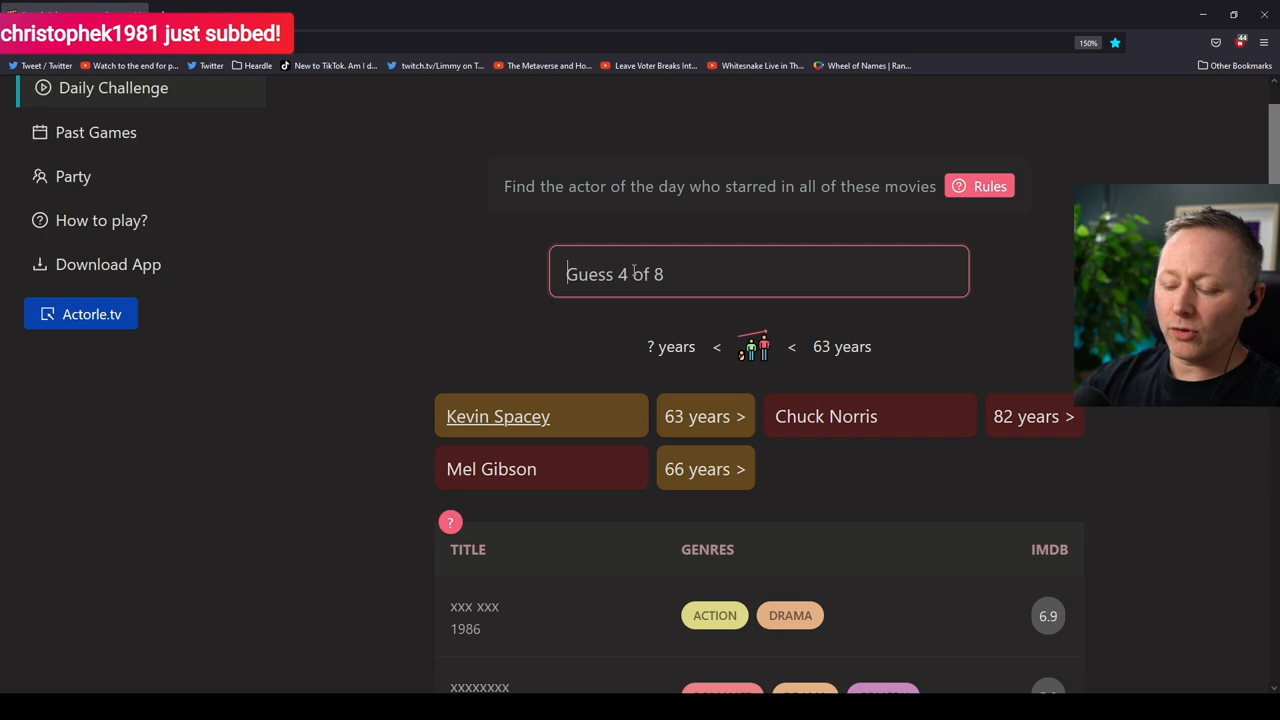 christophek1981 just subbed!
150%
44
Tweet / Twitter
Watch to the end for p...
Twitter
Heardle
New to TikTok. Am I d...
twitch.tv/Limmy on T...
The Metaverse and Ho...
Leave Voter Breaks Int...
Whitesnake Live in Th...
Wheel of Names | Ran...
Other Bookmarks
Daily Challenge
Past Games
Party
How to play?
Download App
Actorle.tv
Find the actor of the day who starred in all of these movies
Rules
Guess 4 of 8
? years < < 63 years
Kevin Spacey 63 years > Chuck Norris 82 years >
Mel Gibson 66 years >
?
TITLE GENRES IMDB
xxx xxx
1986
ACTION DRAMA 6.9
xxxxxxxx